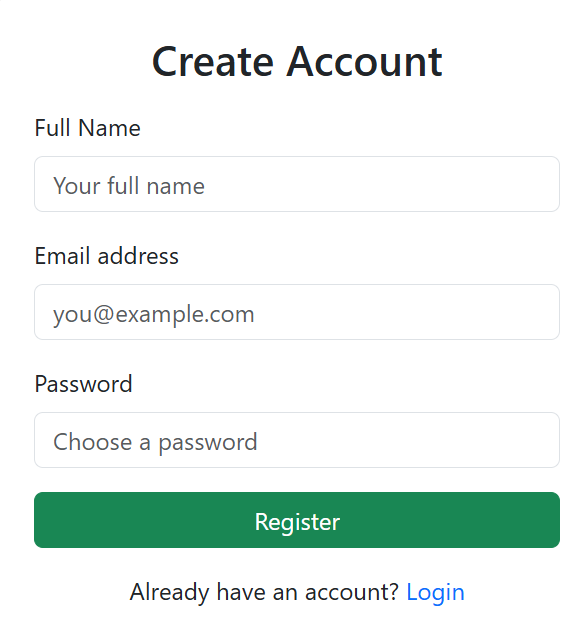 Create Account
Full Name
Your full name
Email address
you@example.com
Password
Choose a password
Register
Already have an account? Login